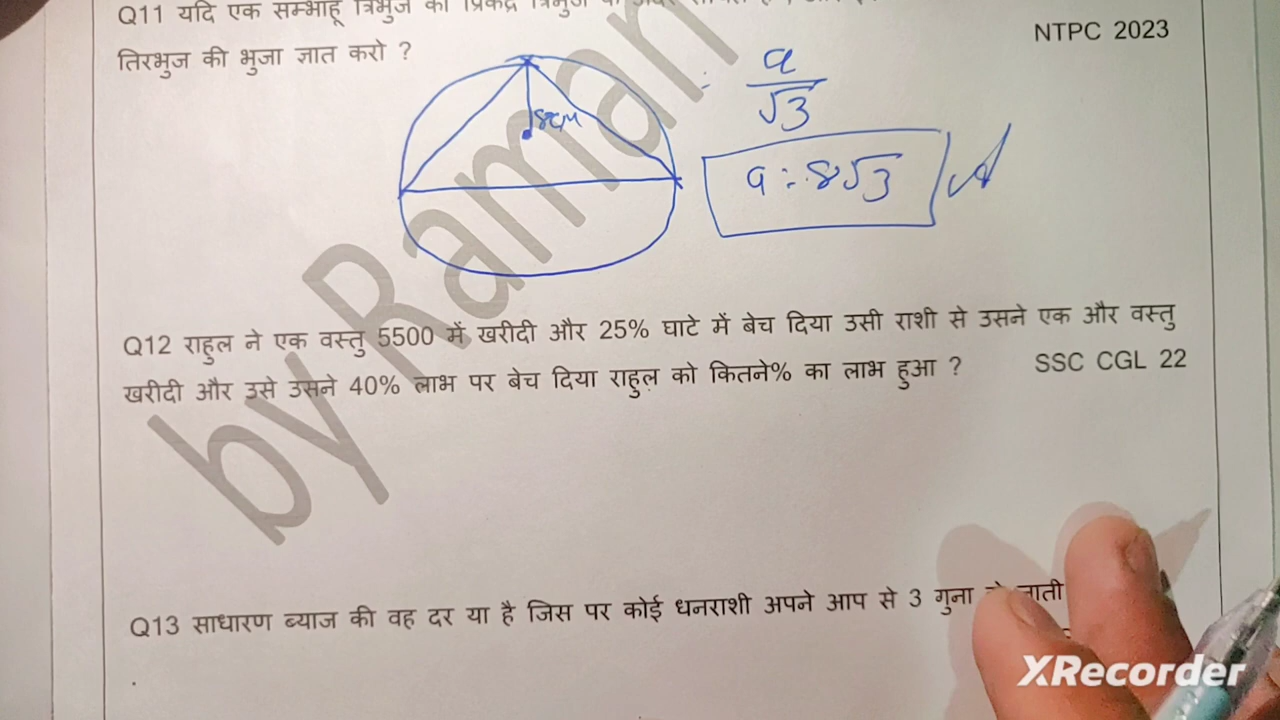 Q11 यदि एक सम्भाहू त्रिभुज का प्रिकेंद्र त्रिभुज
तिरभुज की भुजा ज्ञात करो ?
NTPC 2023
8cm
a
√3
a = 8√3
Q12 राहुल ने एक वस्तु 5500 में खरीदी और 25% घाटे में बेच दिया उसी राशी से उसने एक और वस्तु
खरीदी और उसे उसने 40% लाभ पर बेच दिया राहुल को कितने% का लाभ हुआ ?
SSC CGL 22
Q13 साधारण ब्याज की वह दर या है जिस पर कोई धनराशी अपने आप से 3 गुना
by Raman
XRecorder